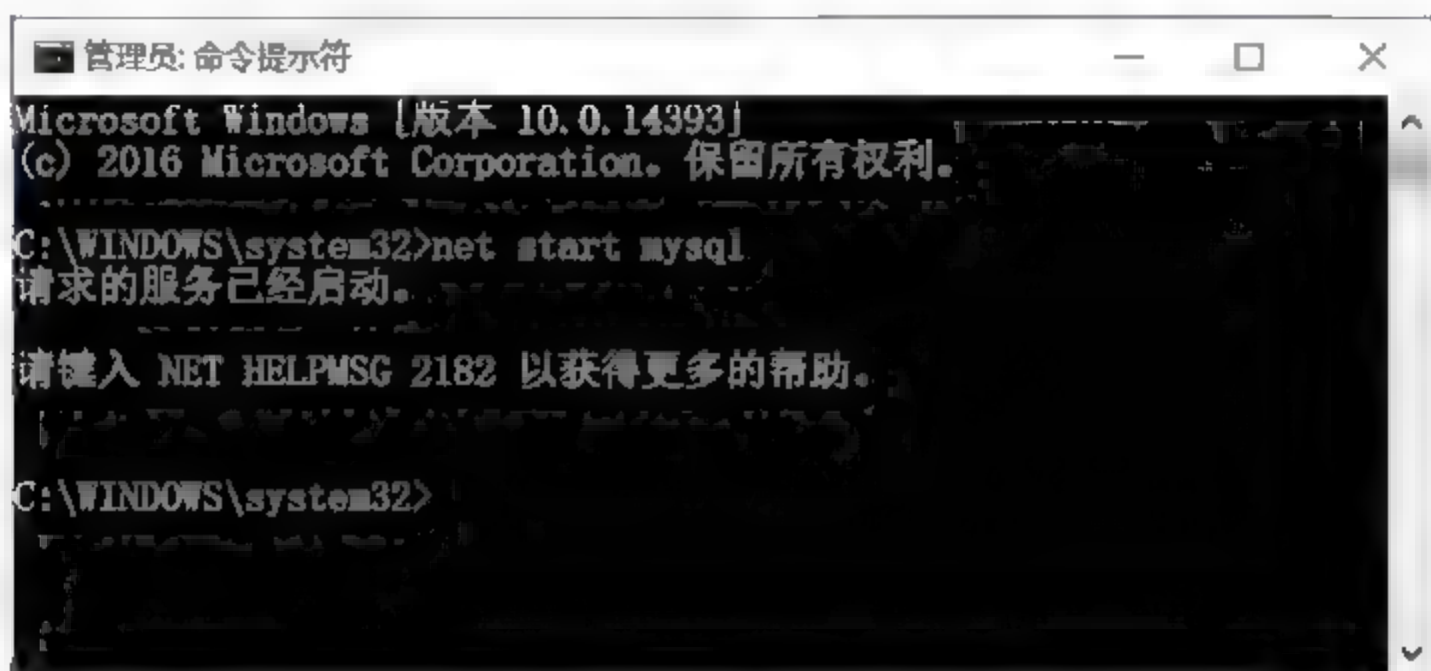 管理员: 命令提示符
Microsoft Windows [版本 10.0.14393]
(c) 2016 Microsoft Corporation。保留所有权利。
C:\WINDOWS\system32>net start mysql
请求的服务已经启动。
请键入 NET HELPMSG 2182 以获得更多的帮助。
C:\WINDOWS\system32>